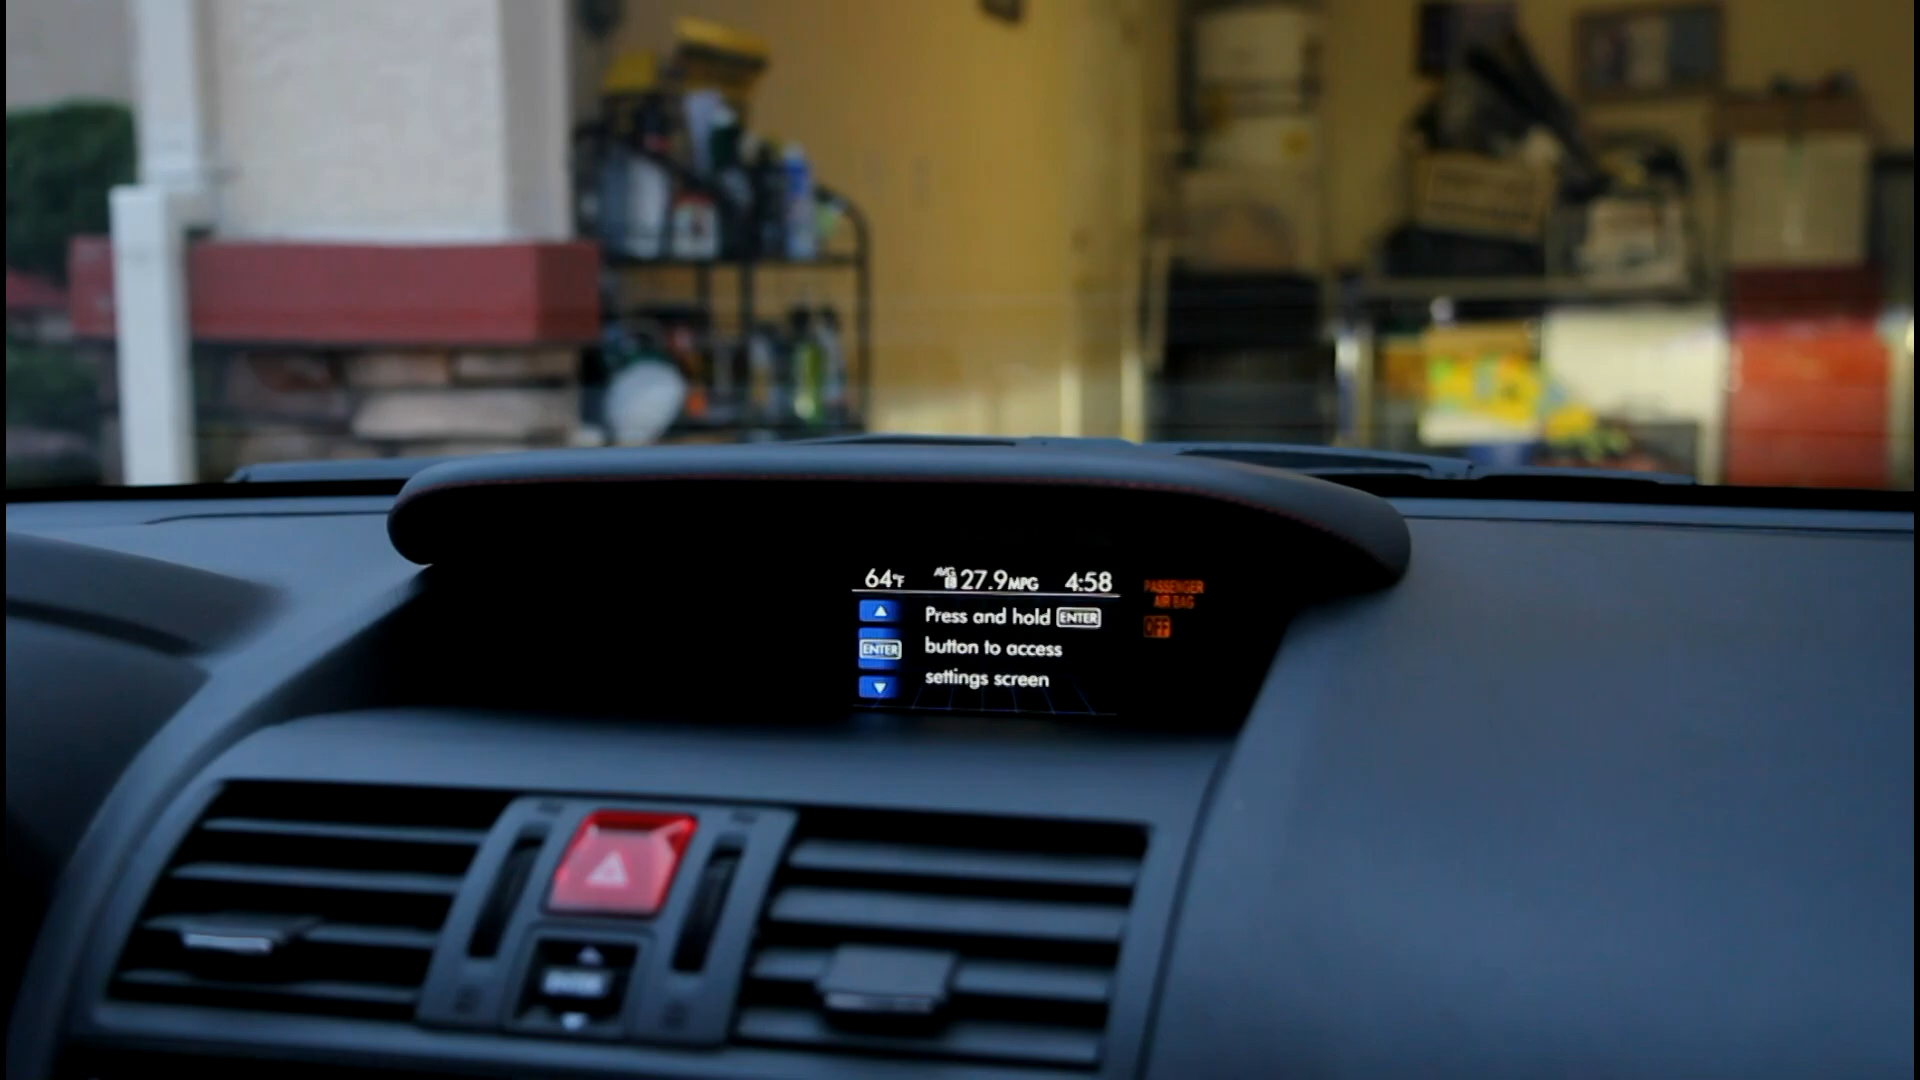 64°F AVG B 27.9MPG 4:58
PASSENGER
AIR BAG
OFF
Press and hold ENTER
ENTER button to access
settings screen
ENTER